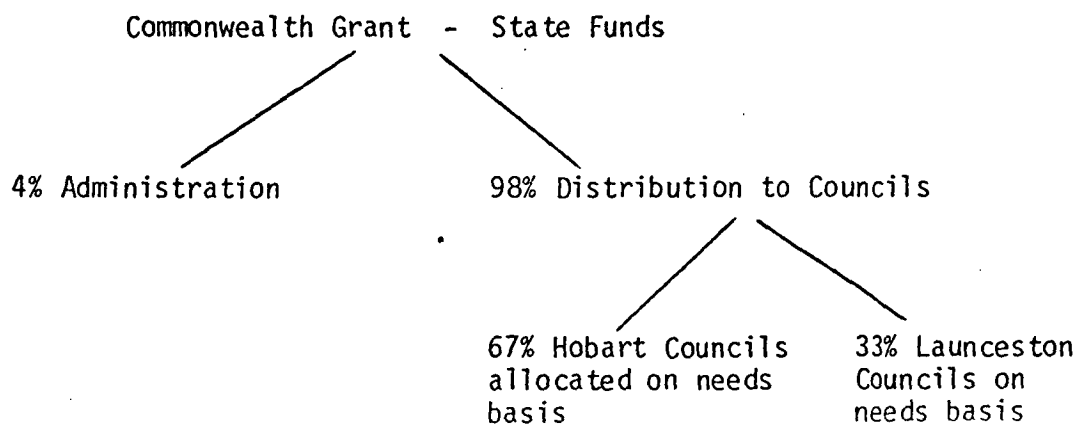 Commonwealth Grant - State Funds
4% Administration
98% Distribution to Councils
67% Hobart Councils
allocated on needs
basis
33% Launceston
Councils on
needs basis